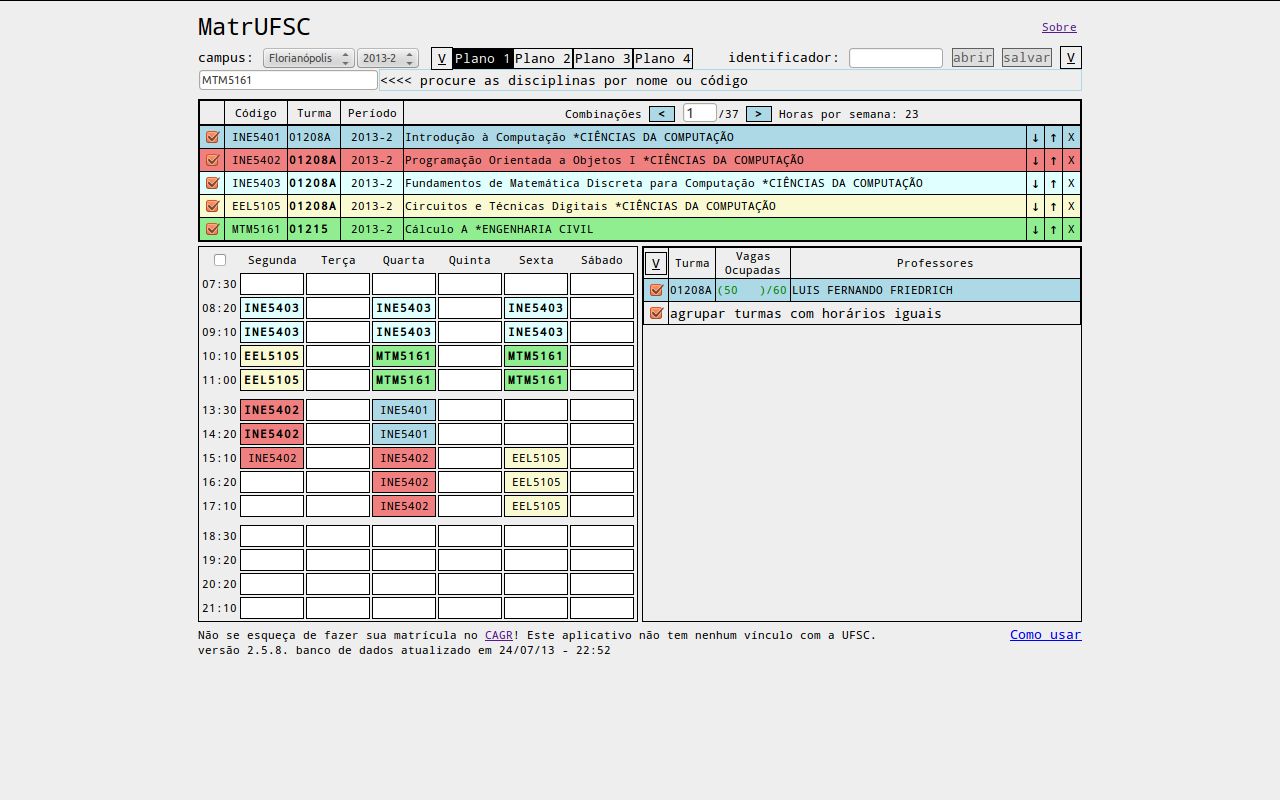 MatrUFSC Sobre
campus: Florianópolis 2013-2 V Plano 1 Plano 2 Plano 3 Plano 4 identificador: abrir salvar V
MTM5161 <<<< procure as disciplinas por nome ou código
Código Turma Período Combinações < 1 /37 > Horas por semana: 23
INE5401 01208A 2013-2 Introdução à Computação *CIÊNCIAS DA COMPUTAÇÃO ↓ ↑ X
INE5402 01208A 2013-2 Programação Orientada a Objetos I *CIÊNCIAS DA COMPUTAÇÃO ↓ ↑ X
INE5403 01208A 2013-2 Fundamentos de Matemática Discreta para Computação *CIÊNCIAS DA COMPUTAÇÃO ↓ ↑ X
EEL5105 01208A 2013-2 Circuitos e Técnicas Digitais *CIÊNCIAS DA COMPUTAÇÃO ↓ ↑ X
MTM5161 01215 2013-2 Cálculo A *ENGENHARIA CIVIL ↓ ↑ X
Segunda Terça Quarta Quinta Sexta Sábado
07:30
08:20 INE5403 INE5403 INE5403
09:10 INE5403 INE5403 INE5403
10:10 EEL5105 MTM5161 MTM5161
11:00 EEL5105 MTM5161 MTM5161
13:30 INE5402 INE5401
14:20 INE5402 INE5401
15:10 INE5402 INE5402 EEL5105
16:20 INE5402 EEL5105
17:10 INE5402 EEL5105
18:30
19:20
20:20
21:10
V Turma Vagas Ocupadas Professores
01208A (50 )/60 LUIS FERNANDO FRIEDRICH
agrupar turmas com horários iguais
Não se esqueça de fazer sua matrícula no CAGR! Este aplicativo não tem nenhum vínculo com a UFSC. Como usar
versão 2.5.8. banco de dados atualizado em 24/07/13 - 22:52